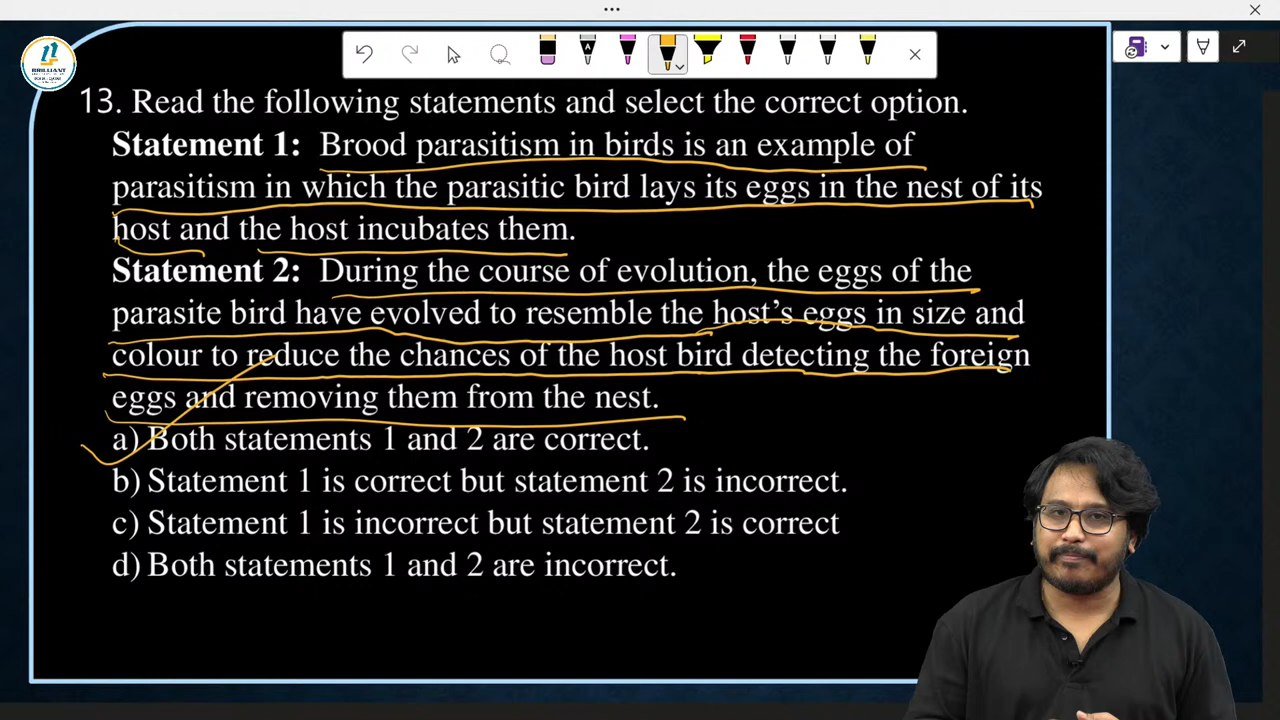 BRILLIANT
13. Read the following statements and select the correct option.
Statement 1: Brood parasitism in birds is an example of
parasitism in which the parasitic bird lays its eggs in the nest of its
host and the host incubates them.
Statement 2: During the course of evolution, the eggs of the
parasite bird have evolved to resemble the host’s eggs in size and
colour to reduce the chances of the host bird detecting the foreign
eggs and removing them from the nest.
a) Both statements 1 and 2 are correct.
b) Statement 1 is correct but statement 2 is incorrect.
c) Statement 1 is incorrect but statement 2 is correct
d) Both statements 1 and 2 are incorrect.